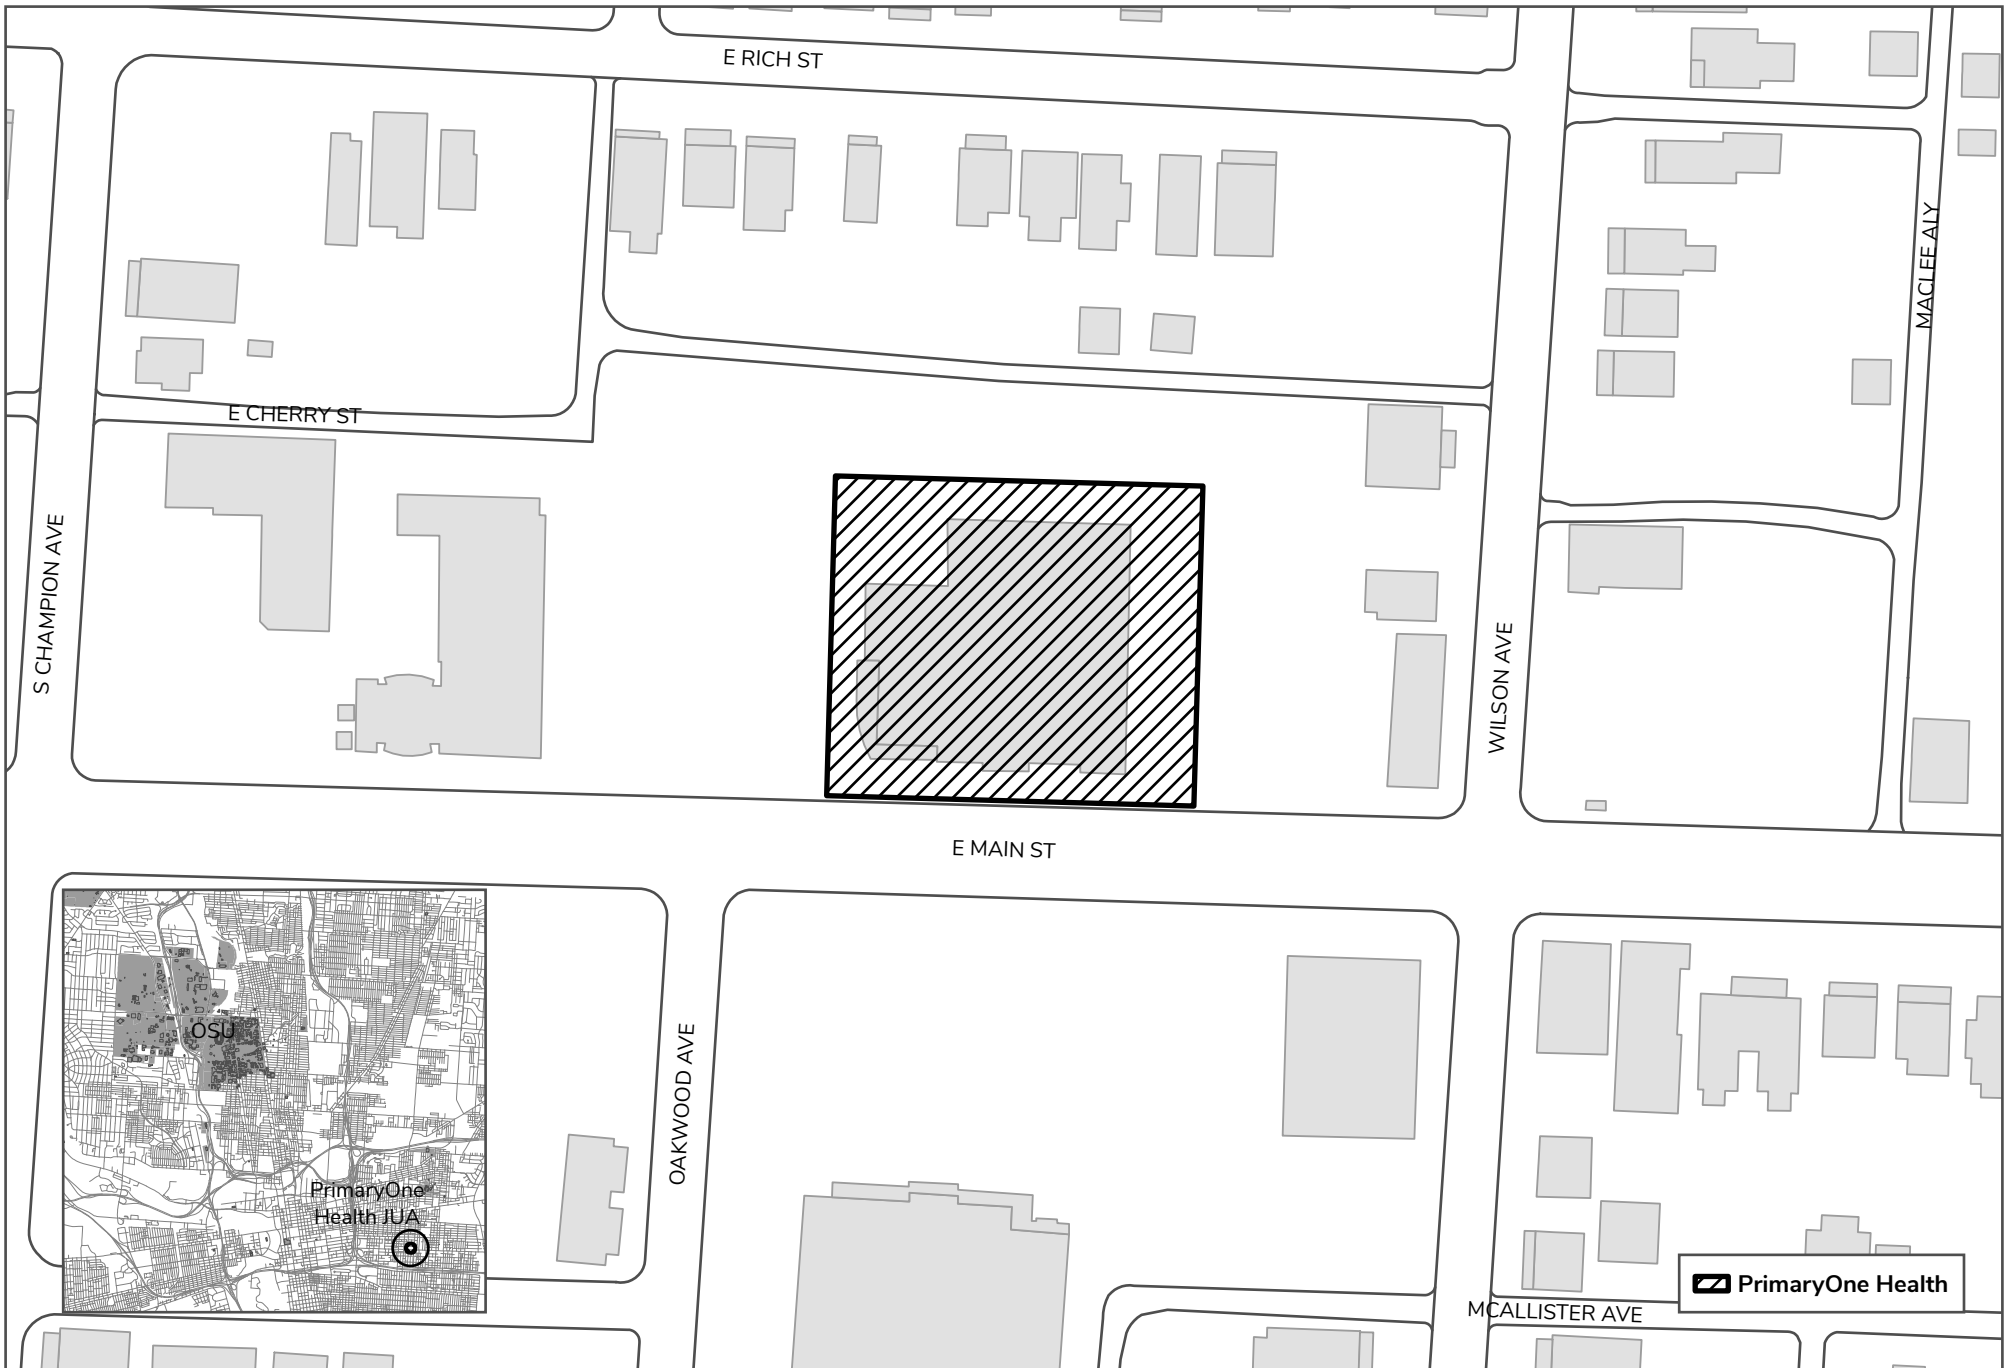 E RICH ST
MACLEE ALY
E CHERRY ST
S CHAMPION AVE
WILSON AVE
E MAIN ST
OSU
OAKWOOD AVE
PrimaryOne
Health JUA
PrimaryOne Health
MCALLISTER AVE